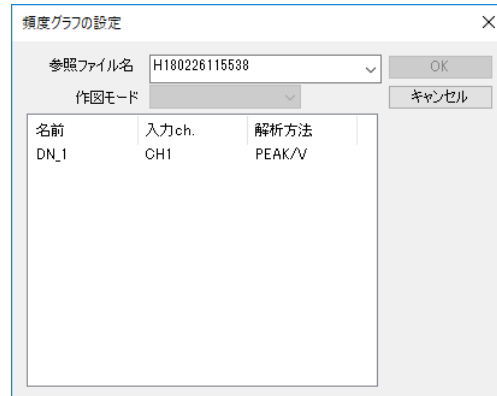 頻度グラフの設定
参照ファイル名 H180226115538 OK
作図モード キャンセル
名前 入力ch. 解析方法
DN_1 CH1 PEAK/V